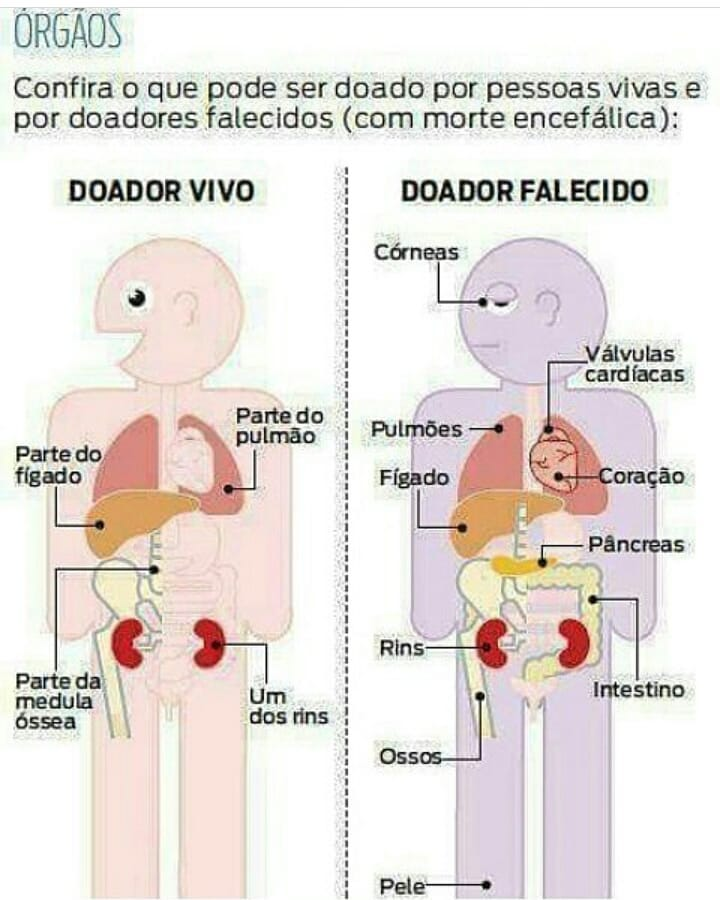 ÓRGÃOS
Confira o que pode ser doado por pessoas vivas e
por doadores falecidos (com morte encefálica):
DOADOR VIVO
Parte do
pulmão
Parte do
fígado
Parte da
medula
óssea
Um
dos rins
DOADOR FALECIDO
Córneas
Válvulas
cardíacas
Pulmões
Fígado
Coração
Pâncreas
Rins
Intestino
Ossos
Pele